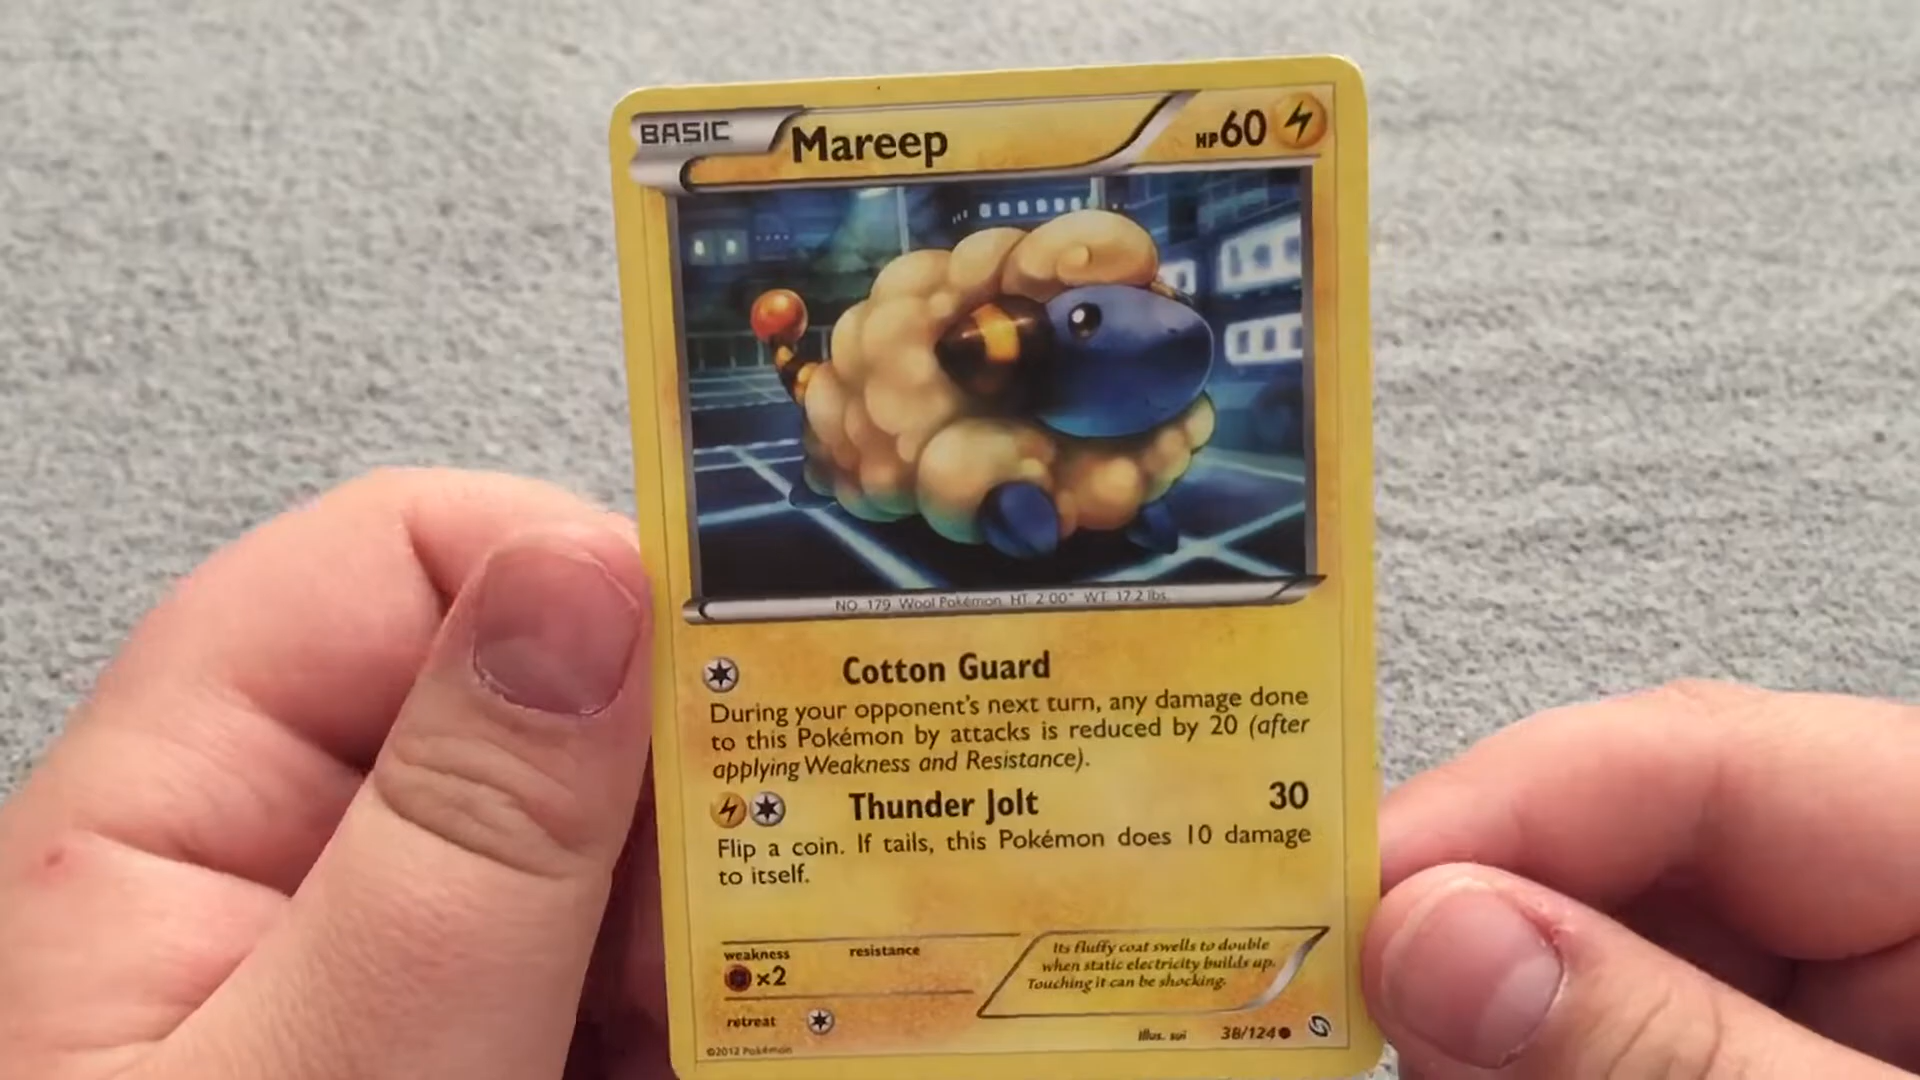 BASIC
Mareep
HP60
NO. 179 Wool Pokémon HT. 2'00" WT. 17.2 lbs.
Cotton Guard
During your opponent's next turn, any damage done
to this Pokémon by attacks is reduced by 20 (after
applying Weakness and Resistance).
Thunder Jolt 30
Flip a coin. If tails, this Pokémon does 10 damage
to itself.
weakness
×2
resistance
retreat
Its fluffy coat swells to double
when static electricity builds up.
Touching it can be shocking.
Illus. sui 38/124
©2012 Pokémon